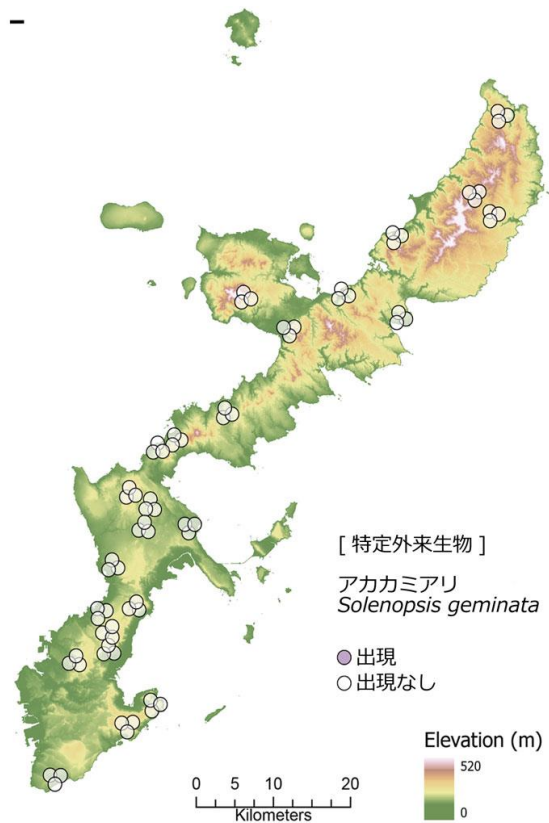 [ 特定外来生物 ]
アカカミアリ
Solenopsis geminata
出現
出現なし
Elevation (m)
520
0
0 5 10 20
Kilometers